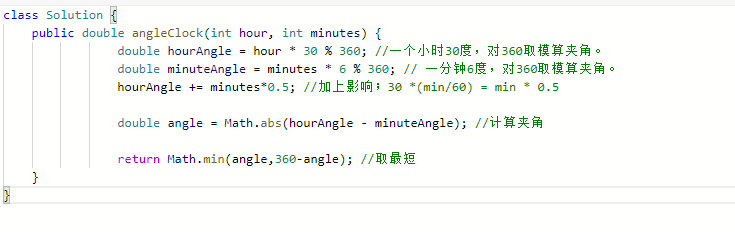 class Solution {
public double angleClock(int hour, int minutes) {
double hourAngle = hour * 30 % 360; //一个小时30度，对360取模算夹角。
double minuteAngle = minutes * 6 % 360; // 一分钟6度，对360取模算夹角。
hourAngle += minutes*0.5; //加上影响；30 *(min/60) = min * 0.5
double angle = Math.abs(hourAngle - minuteAngle); //计算夹角
return Math.min(angle,360-angle); //取最短
}
}